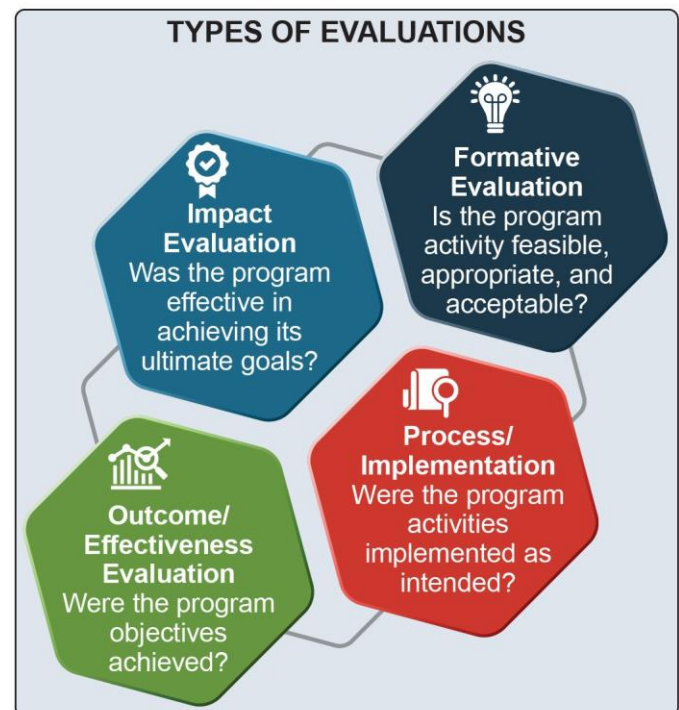 TYPES OF EVALUATIONS
Formative
Evaluation
Is the program
activity feasible,
appropriate, and
acceptable?
Impact
Evaluation
Was the program
effective in
achieving its
ultimate goals?
Process/
Implementation
Were the program
activities
implemented as
intended?
Outcome/
Effectiveness
Evaluation
Were the program
objectives
achieved?